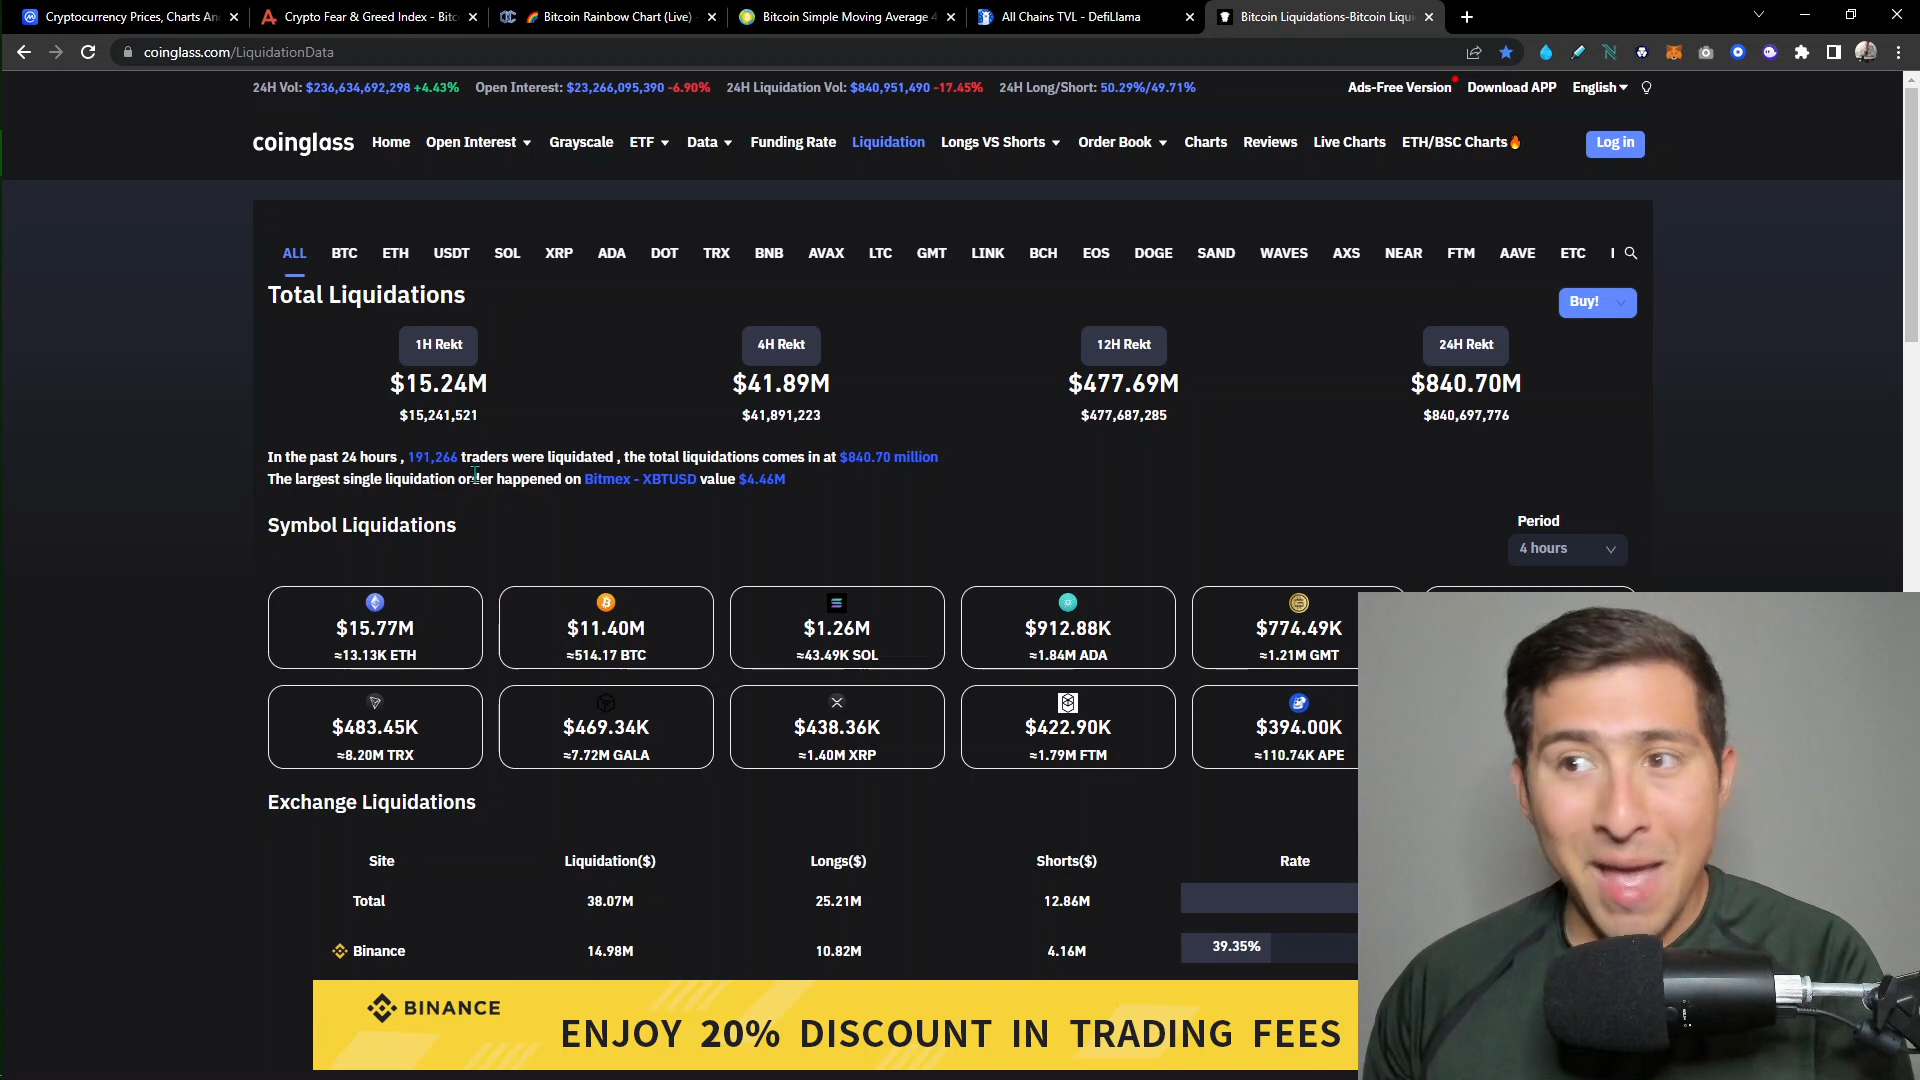 Cryptocurrency Prices, Charts An
Crypto Fear & Greed Index - Bitc
Bitcoin Rainbow Chart (Live)
Bitcoin Simple Moving Average 4
All Chains TVL - DefiLlama
Bitcoin Liquidations-Bitcoin Liqui
coinglass.com/LiquidationData
24H Vol: $236,634,692,298 +4.43% Open Interest: $23,266,095,390 -6.90% 24H Liquidation Vol: $840,951,490 -17.45% 24H Long/Short: 50.29%/49.71% Ads-Free Version Download APP English
coinglass Home Open Interest Grayscale ETF Data Funding Rate Liquidation Longs VS Shorts Order Book Charts Reviews Live Charts ETH/BSC Charts Log in
ALL BTC ETH USDT SOL XRP ADA DOT TRX BNB AVAX LTC GMT LINK BCH EOS DOGE SAND WAVES AXS NEAR FTM AAVE ETC
Total Liquidations
Buy!
1H Rekt 4H Rekt 12H Rekt 24H Rekt
$15.24M $41.89M $477.69M $840.70M
$15,241,521 $41,891,223 $477,687,285 $840,697,776
In the past 24 hours , 191,266 traders were liquidated , the total liquidations comes in at $840.70 million
The largest single liquidation order happened on Bitmex - XBTUSD value $4.46M
Symbol Liquidations
Period
4 hours
$15.77M $11.40M $1.26M $912.88K $774.49K
≈13.13K ETH ≈514.17 BTC ≈43.49K SOL ≈1.84M ADA ≈1.21M GMT
$483.45K $469.34K $438.36K $422.90K $394.00K
≈8.20M TRX ≈7.72M GALA ≈1.40M XRP ≈1.79M FTM ≈110.74K APE
Exchange Liquidations
Site Liquidation($) Longs($) Shorts($) Rate
Total 38.07M 25.21M 12.86M
Binance 14.98M 10.82M 4.16M 39.35%
BINANCE
ENJOY 20% DISCOUNT IN TRADING FEES